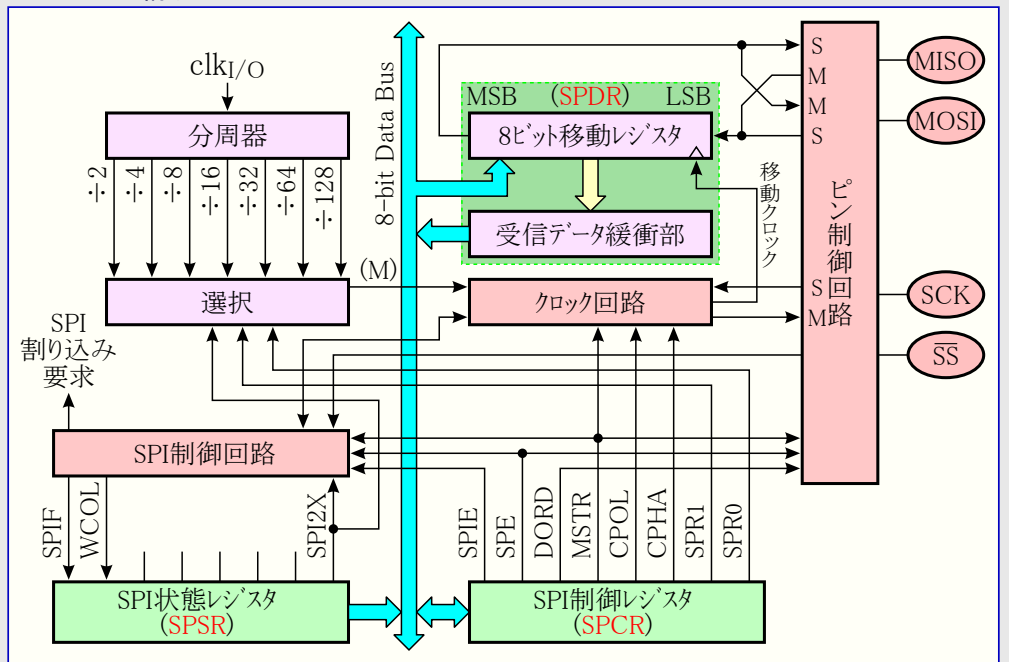 clkI/O
分周器
÷2
÷4
÷8
÷16
÷32
÷64
÷128
選択
(M)
8-bit Data Bus
MSB (SPDR) LSB
8ビット移動レジスタ
受信データ緩衝部
移動クロック
クロック回路
S
M
M
S
S
M
ピン制御回路
MISO
MOSI
SCK
SS
SPI
割り込み
要求
SPI制御回路
SPIF
WCOL
SPI2X
SPI状態レジスタ
(SPSR)
SPIE
SPE
DORD
MSTR
CPOL
CPHA
SPR1
SPR0
SPI制御レジスタ
(SPCR)